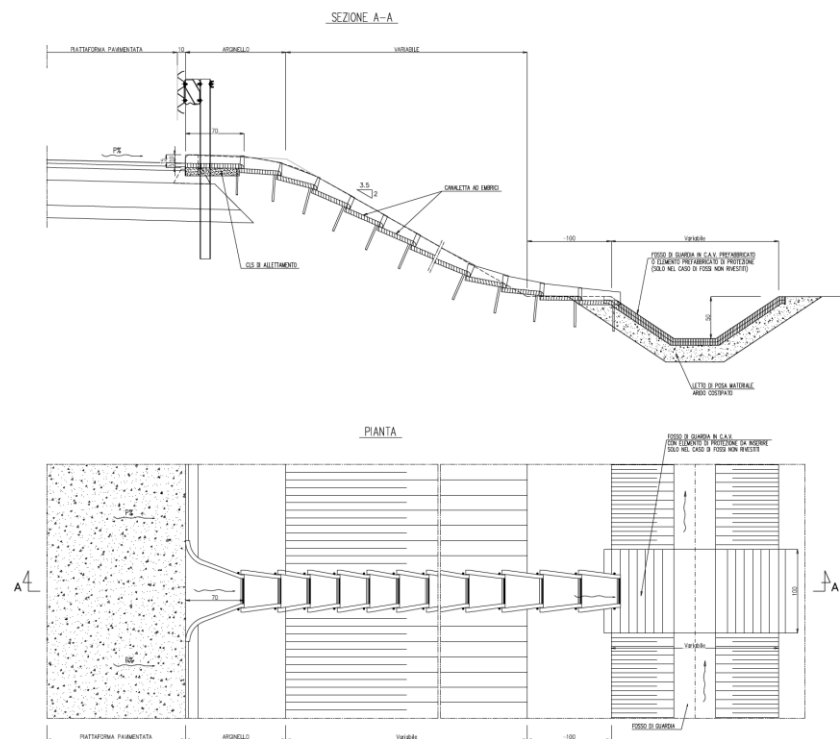 SEZIONE A-A
PIATTAFORMA PAVIMENTATA
10
ARGINELLO
VARIABILE
70
P%
3.5
2
CANALETTA AD EMBRICI
CLS DI ALLETTAMENTO
~100
Variabile
FOSSO DI GUARDIA IN C.A.V. PREFABBRICATO
O ELEMENTO PREFABBRICATO DI PROTEZIONE
(SOLO NEL CASO DI FOSSI NON RIVESTITI)
50
LETTO DI POSA MATERIALE
ARIDO COSTIPATO
PIANTA
FOSSO DI GUARDIA IN C.A.V.
CON ELEMENTO DI PROTEZIONE DA INSERIRE
SOLO NEL CASO DI FOSSI NON RIVESTITI
P%
A
70
100
A
Variabile
P%
FOSSO DI GUARDIA
PIATTAFORMA PAVIMENTATA
ARGINELLO
Variabile
~100